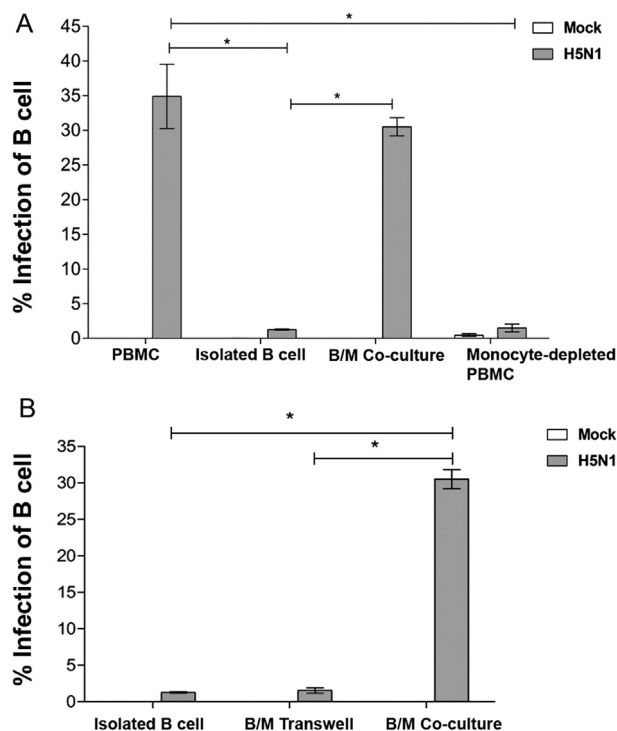 A
% Infection of B cell
45
40
35
30
25
20
15
10
5
0
*
*
*
Mock
H5N1
PBMC
Isolated B cell
B/M Co-culture
Monocyte-depleted
PBMC
B
% Infection of B cell
35
30
25
20
15
10
5
0
*
*
Mock
H5N1
Isolated B cell
B/M Transwell
B/M Co-culture